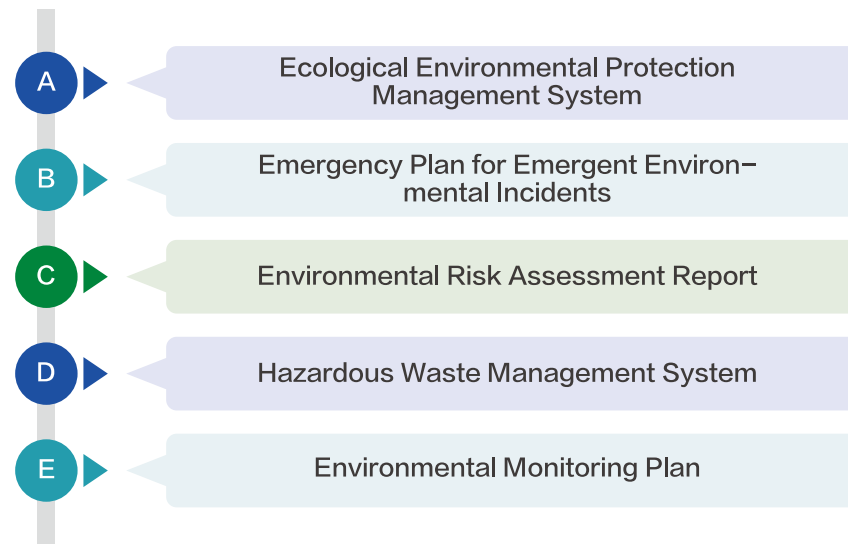 A
Ecological Environmental Protection
Management System
B
Emergency Plan for Emergent Environ–
mental Incidents
C
Environmental Risk Assessment Report
D
Hazardous Waste Management System
E
Environmental Monitoring Plan